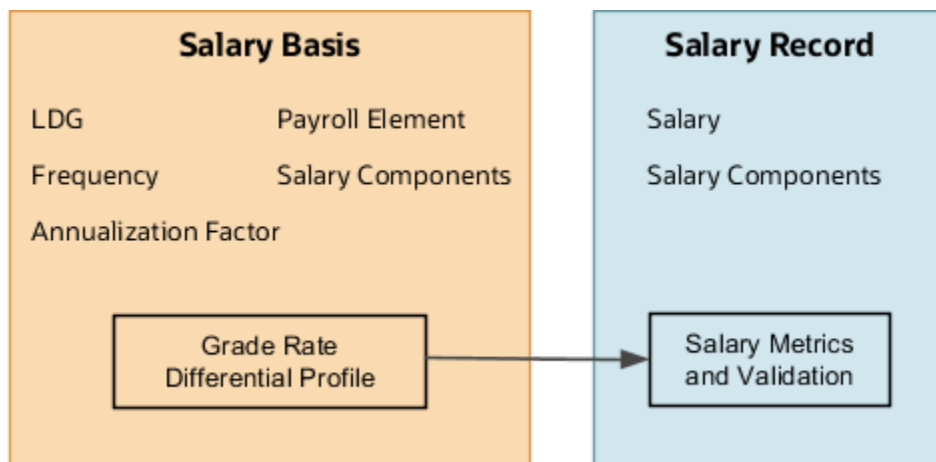 Salary Basis
LDG
Payroll Element
Frequency
Salary Components
Annualization Factor
Grade Rate
Differential Profile
Salary Record
Salary
Salary Components
Salary Metrics
and Validation